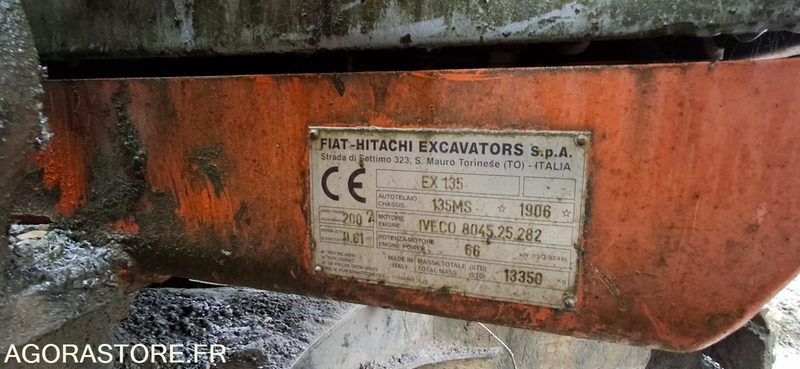 FIAT-HITACHI EXCAVATORS S.p.A.
Strada di Settimo 323, S. Mauro Torinese (TO) - ITALIA
CE
EX 135
AUTOTELAIO
CHASSIS
135MS ☆ 1906 ☆
2002
MOTORE
ENGINE
IVECO 8045.25.282
POTENZA MOTORE
ENGINE POWER
66
kW (ISO 9249)
MADE IN
ITALY
MASSA TOTALE (STD)
TOTAL MASS (STD)
13350
AGORASTORE.FR